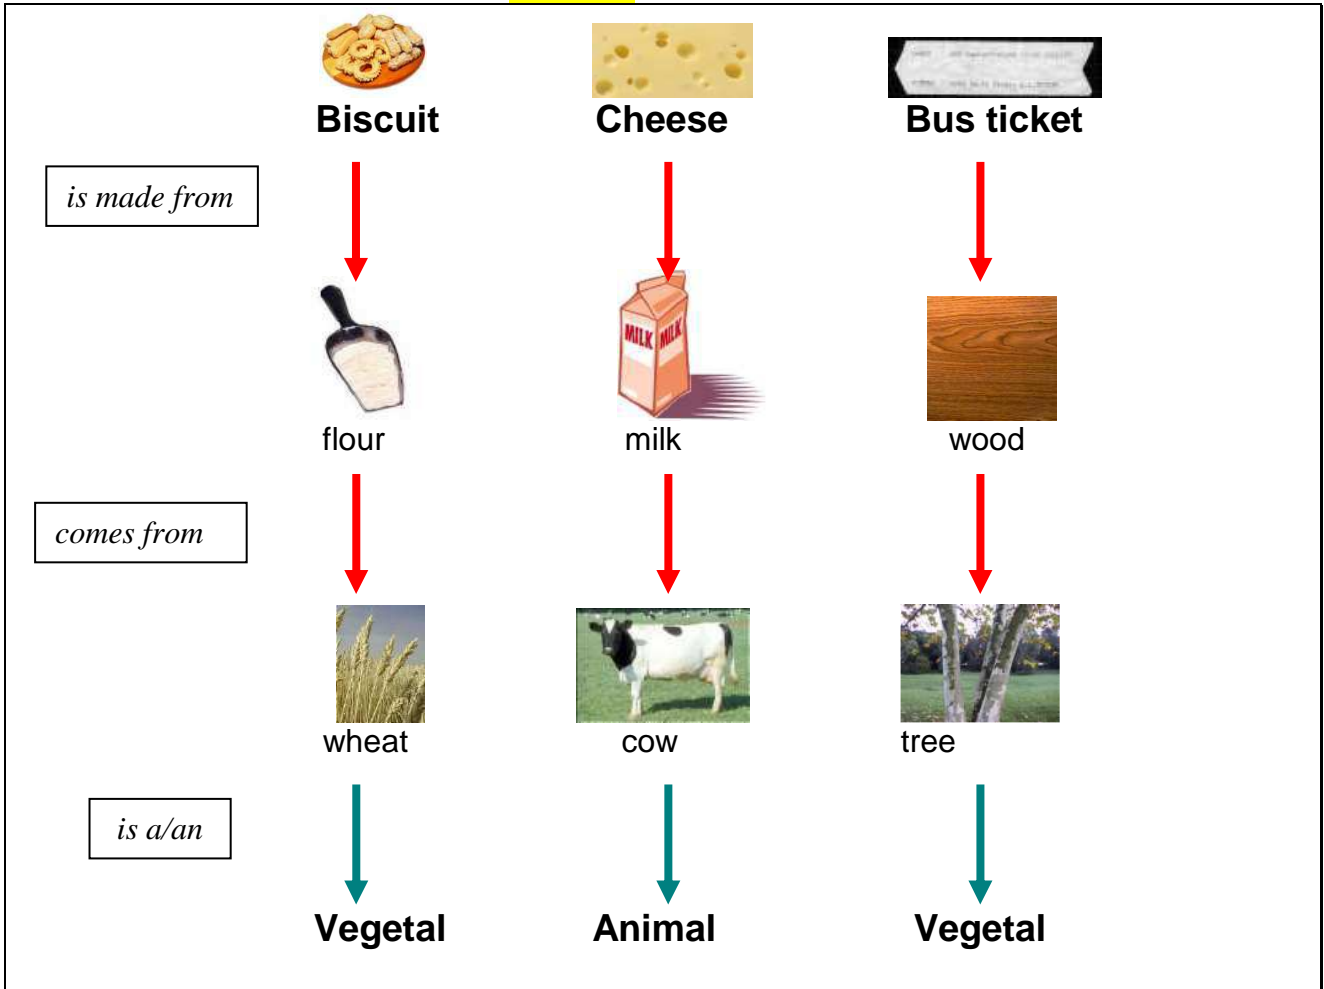 Biscuit Cheese Bus ticket
is made from
MILK MILK
flour milk wood
comes from
wheat cow tree
is a/an
Vegetal Animal Vegetal